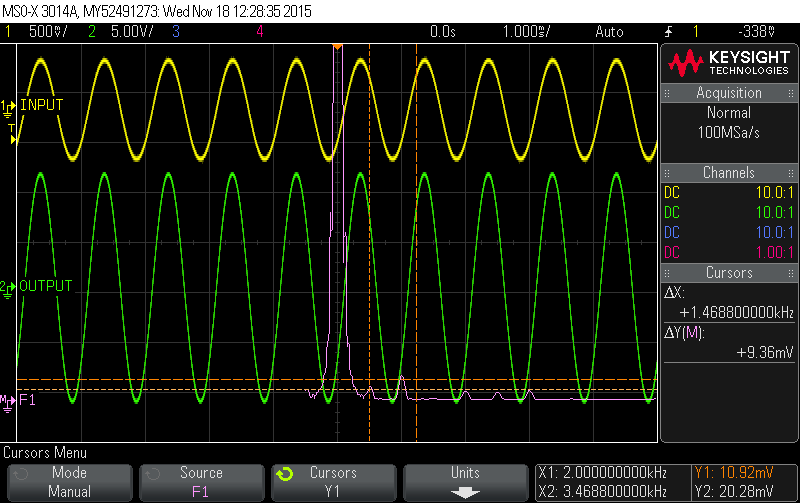 MSO-X 3014A, MY52491273: Wed Nov 18 12:28:35 2015
1 500mV/ 2 5.00V/ 3 4 0.0s 1.000ms/ Auto 1 -338mV
KEYSIGHT
TECHNOLOGIES
Acquisition
Normal
100MSa/s
Channels
DC 10.0:1
DC 10.0:1
DC 10.0:1
DC 1.00:1
Cursors
ΔX:
+1.468800000kHz
ΔY(M):
+9.36mV
1 INPUT
T
2 OUTPUT
M F1
Cursors Menu
Mode
Manual
Source
F1
Cursors
Y1
Units
X1: 2.000000000kHz Y1: 10.92mV
X2: 3.468800000kHz Y2: 20.28mV